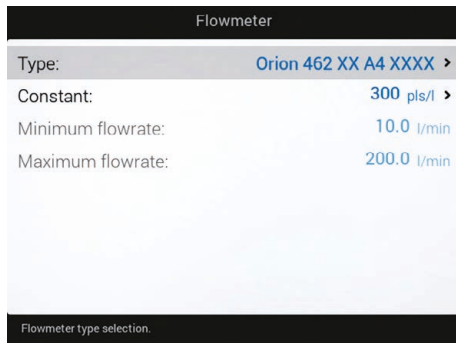 Flowmeter
Type: Orion 462 XX A4 XXXX >
Constant: 300 pls/l >
Minimum flowrate: 10.0 l/min
Maximum flowrate: 200.0 l/min
Flowmeter type selection.